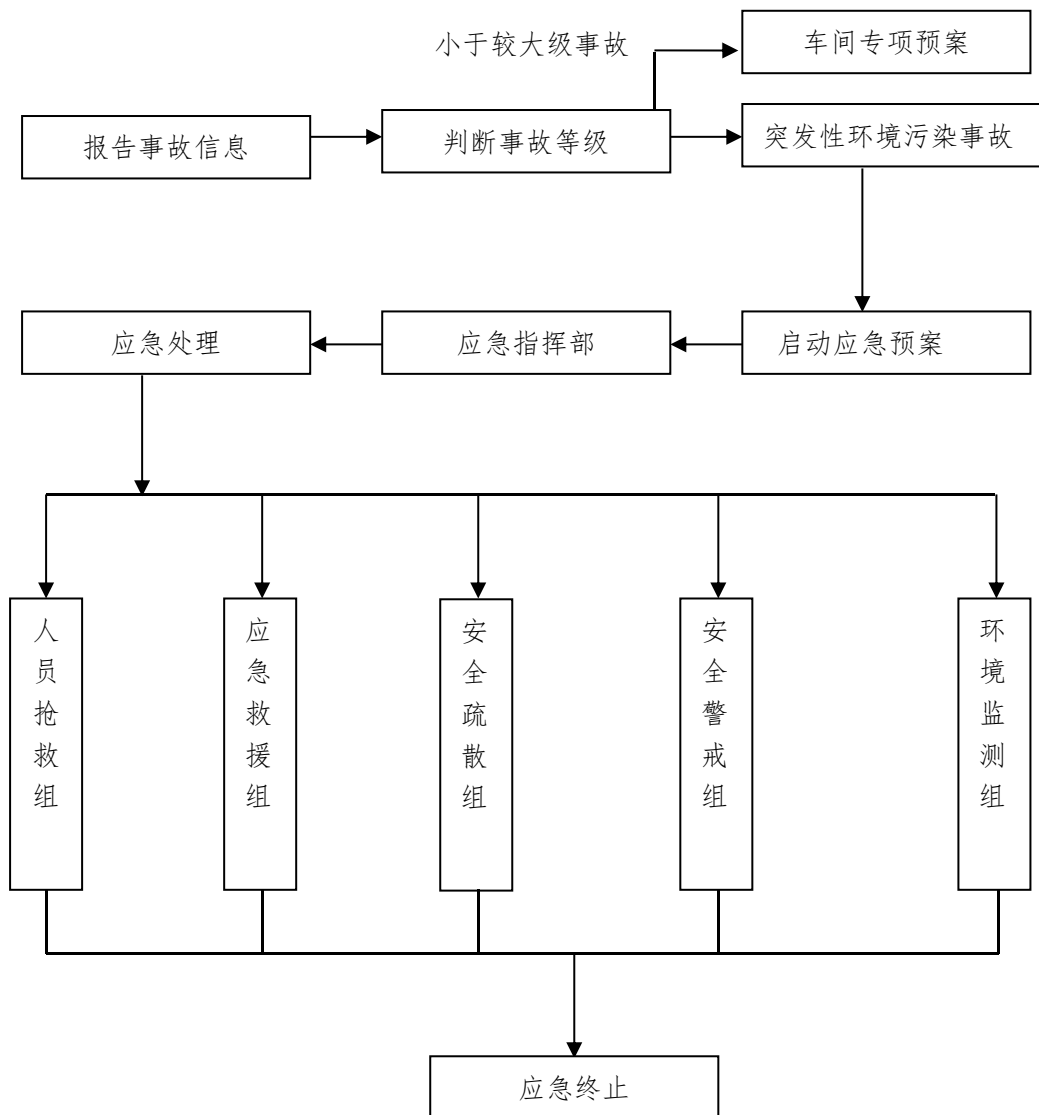 小于较大级事故
车间专项预案
报告事故信息
判断事故等级
突发性环境污染事故
应急处理
应急指挥部
启动应急预案
人员抢救组
应急救援组
安全疏散组
安全警戒组
环境监测组
应急终止